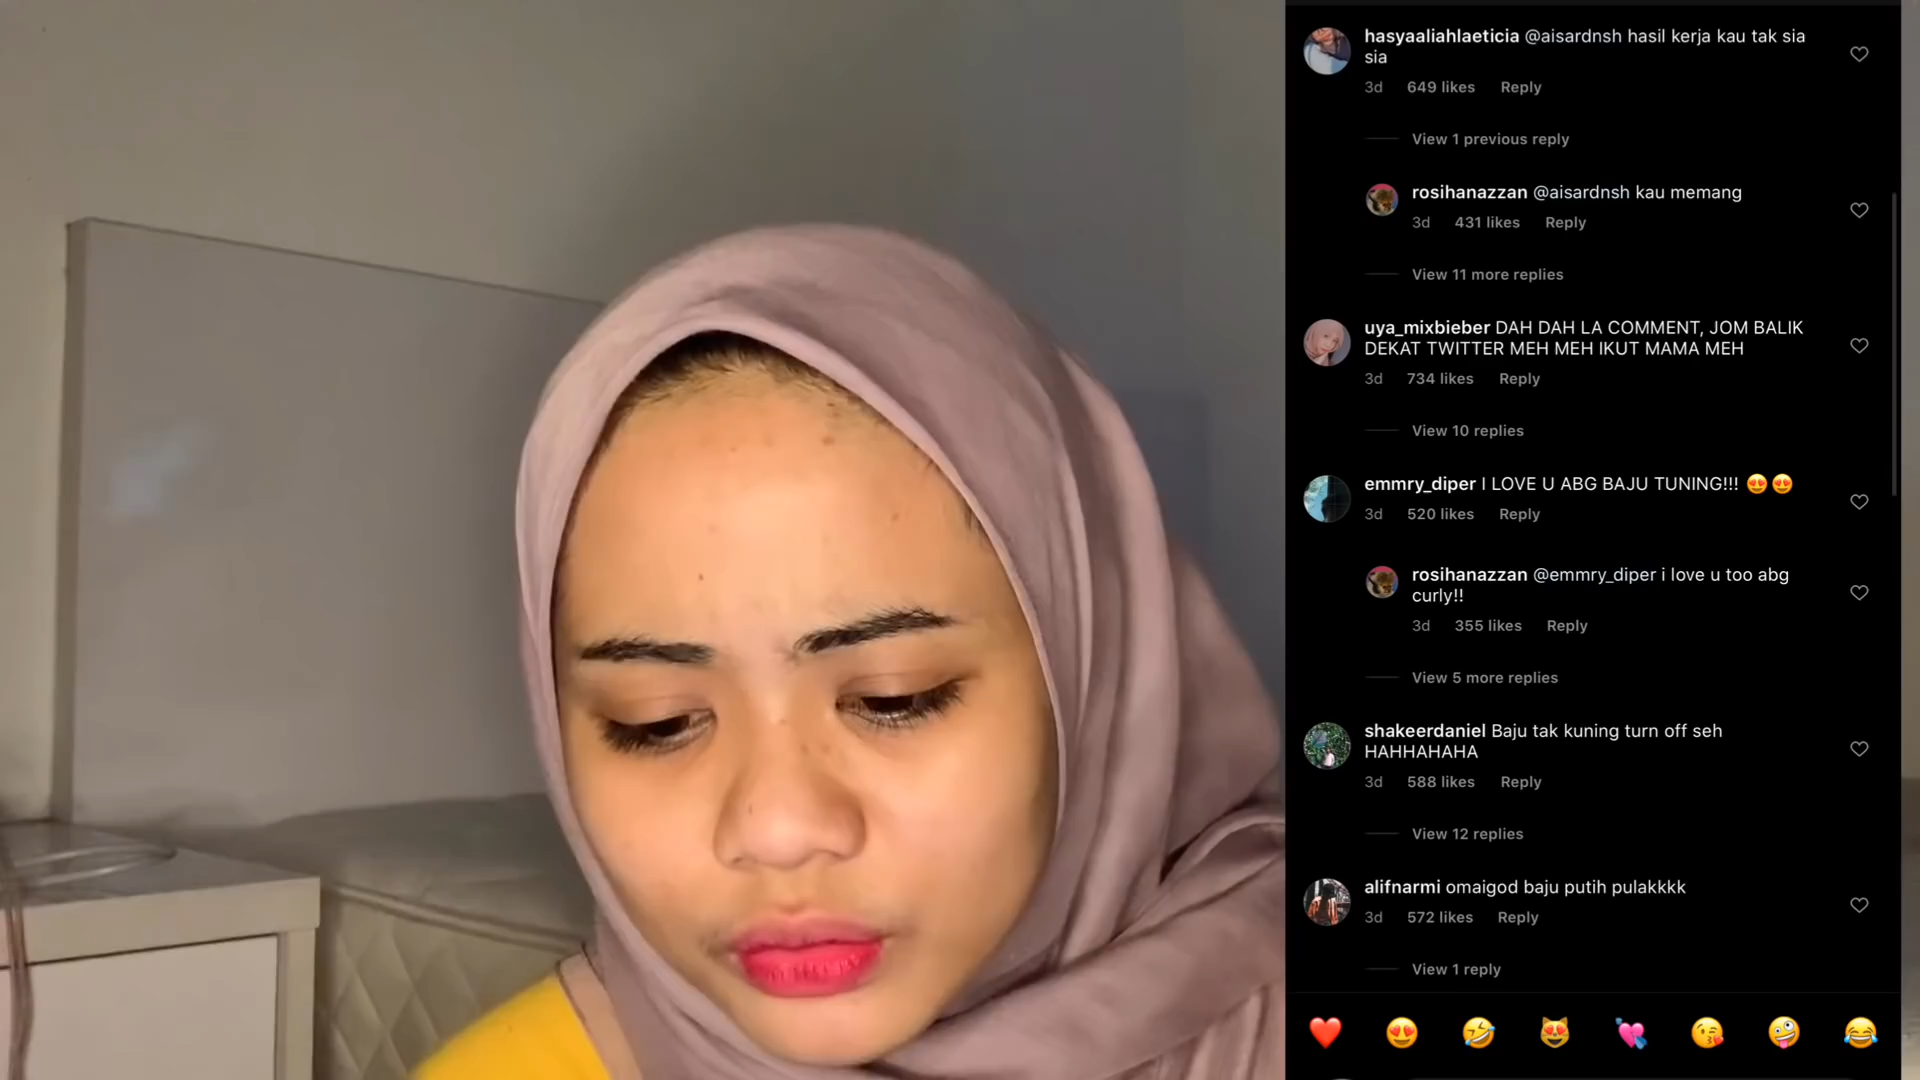 hasyaaliahlaeticia @aisardnsh hasil kerja kau tak sia
sia
3d 649 likes Reply
View 1 previous reply
rosihanazzan @aisardnsh kau memang
3d 431 likes Reply
View 11 more replies
uya_mixbieber DAH DAH LA COMMENT, JOM BALIK
DEKAT TWITTER MEH MEH IKUT MAMA MEH
3d 734 likes Reply
View 10 replies
emmry_diper I LOVE U ABG BAJU TUNING!!! 😍😍
3d 520 likes Reply
rosihanazzan @emmry_diper i love u too abg
curly!!
3d 355 likes Reply
View 5 more replies
shakeerdaniel Baju tak kuning turn off seh
HAHHAHAHA
3d 588 likes Reply
View 12 replies
alifnarmi omaigod baju putih pulakkkk
3d 572 likes Reply
View 1 reply